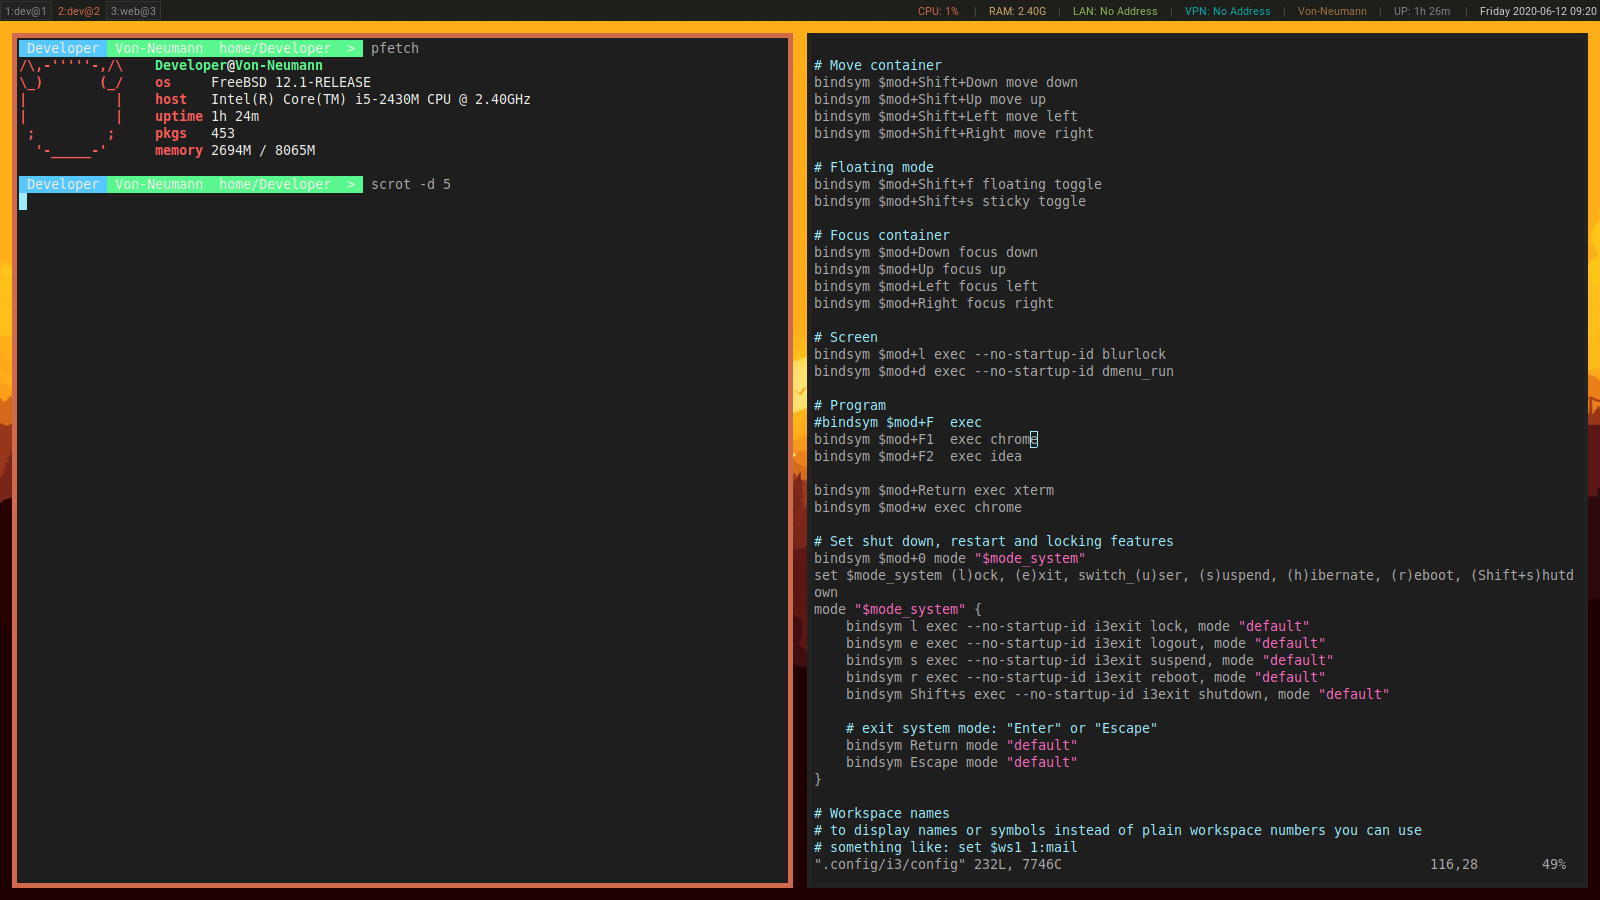 1:dev@1 2:dev@2 3:web@3 CPU: 1% | RAM: 2.40G | LAN: No Address | VPN: No Address | Von-Neumann | UP: 1h 26m | Friday 2020-06-12 09:20
Developer Von-Neumann home/Developer > pfetch
/\,-'''''-,/\ Developer@Von-Neumann
\_) (_/ os FreeBSD 12.1-RELEASE
| | host Intel(R) Core(TM) i5-2430M CPU @ 2.40GHz
| | uptime 1h 24m
; ; pkgs 453
'-_____-' memory 2694M / 8065M
Developer Von-Neumann home/Developer > scrot -d 5
# Move container
bindsym $mod+Shift+Down move down
bindsym $mod+Shift+Up move up
bindsym $mod+Shift+Left move left
bindsym $mod+Shift+Right move right
# Floating mode
bindsym $mod+Shift+f floating toggle
bindsym $mod+Shift+s sticky toggle
# Focus container
bindsym $mod+Down focus down
bindsym $mod+Up focus up
bindsym $mod+Left focus left
bindsym $mod+Right focus right
# Screen
bindsym $mod+l exec --no-startup-id blurlock
bindsym $mod+d exec --no-startup-id dmenu_run
# Program
#bindsym $mod+F  exec
bindsym $mod+F1  exec chrome
bindsym $mod+F2  exec idea
bindsym $mod+Return exec xterm
bindsym $mod+w exec chrome
# Set shut down, restart and locking features
bindsym $mod+0 mode "$mode_system"
set $mode_system (l)ock, (e)xit, switch_(u)ser, (s)uspend, (h)ibernate, (r)eboot, (Shift+s)hutd
own
mode "$mode_system" {
    bindsym l exec --no-startup-id i3exit lock, mode "default"
    bindsym e exec --no-startup-id i3exit logout, mode "default"
    bindsym s exec --no-startup-id i3exit suspend, mode "default"
    bindsym r exec --no-startup-id i3exit reboot, mode "default"
    bindsym Shift+s exec --no-startup-id i3exit shutdown, mode "default"
    # exit system mode: "Enter" or "Escape"
    bindsym Return mode "default"
    bindsym Escape mode "default"
}
# Workspace names
# to display names or symbols instead of plain workspace numbers you can use
# something like: set $ws1 1:mail
".config/i3/config" 232L, 7746C 116,28 49%